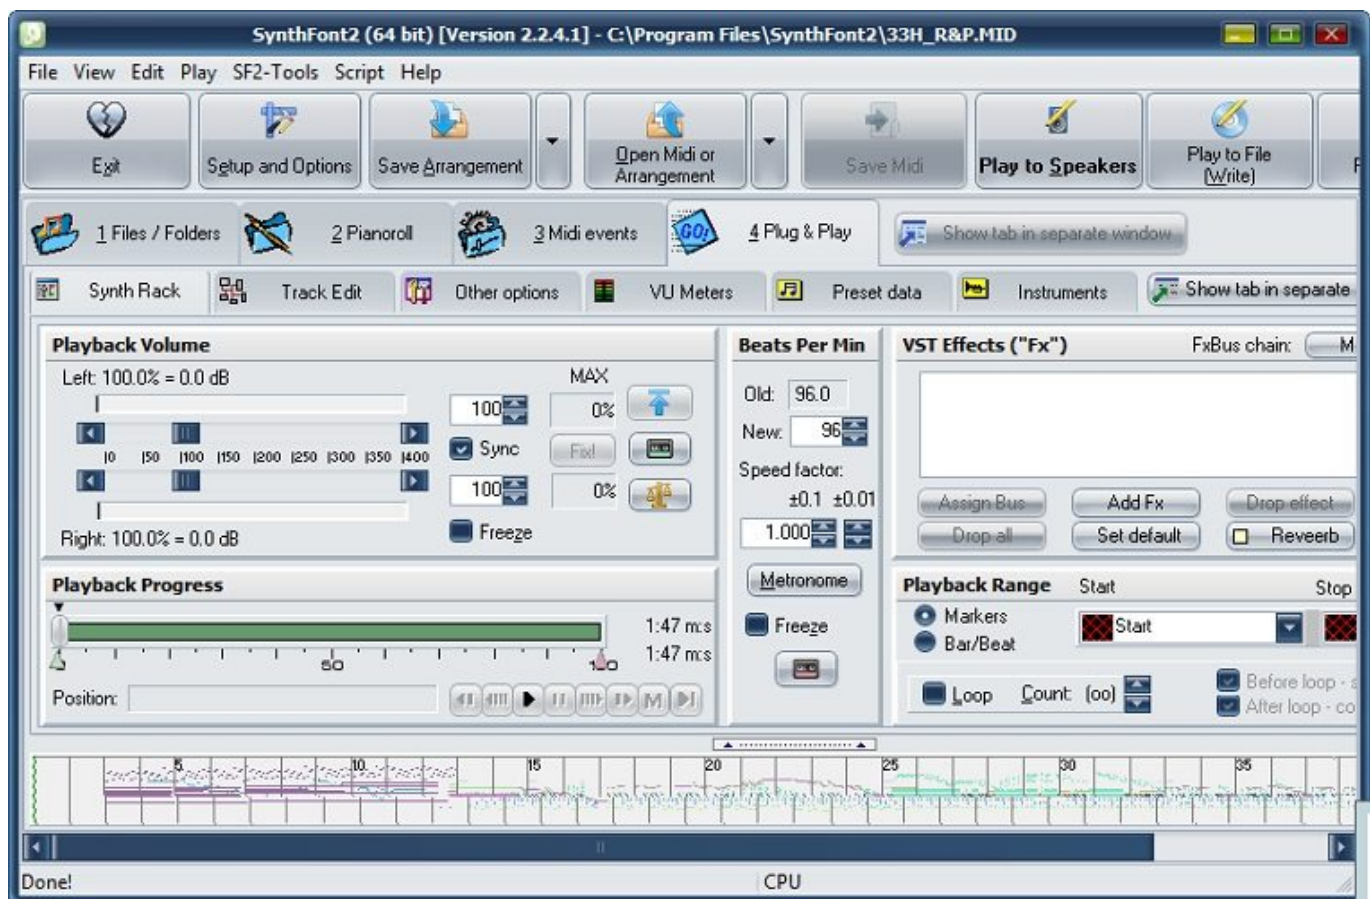 SynthFont2 (64 bit) [Version 2.2.4.1] - C:\Program Files\SynthFont2\33H_R&P.MID
File View Edit Play SF2-Tools Script Help
Exit
Setup and Options
Save Arrangement
Open Midi or
Arrangement
Save Midi
Play to Speakers
Play to File
(Write)
1 Files / Folders
2 Pianoroll
3 Midi events
GO!
4 Plug & Play
Show tab in separate window
Synth Rack
Track Edit
Other options
VU Meters
Preset data
Instruments
Show tab in separate
Playback Volume
Left: 100.0% = 0.0 dB
MAX
100
0%
Sync
Fix!
|0 |50 |100 |150 |200 |250 |300 |350 |400
100
0%
Freeze
Right: 100.0% = 0.0 dB
Beats Per Min
Old: 96.0
New: 96
Speed factor:
±0.1 ±0.01
1.000
Metronome
Freeze
VST Effects ("Fx")
FxBus chain:
M
Assign Bus
Add Fx
Drop effect
Drop all
Set default
Reveerb
Playback Progress
1:47 m:s
50
100
1:47 m:s
Position:
M
Playback Range
Start
Stop
Markers
Start
Bar/Beat
Loop
Count: (oo)
Before loop - s
After loop - co
5 10 15 20 25 30 35
Done!
CPU